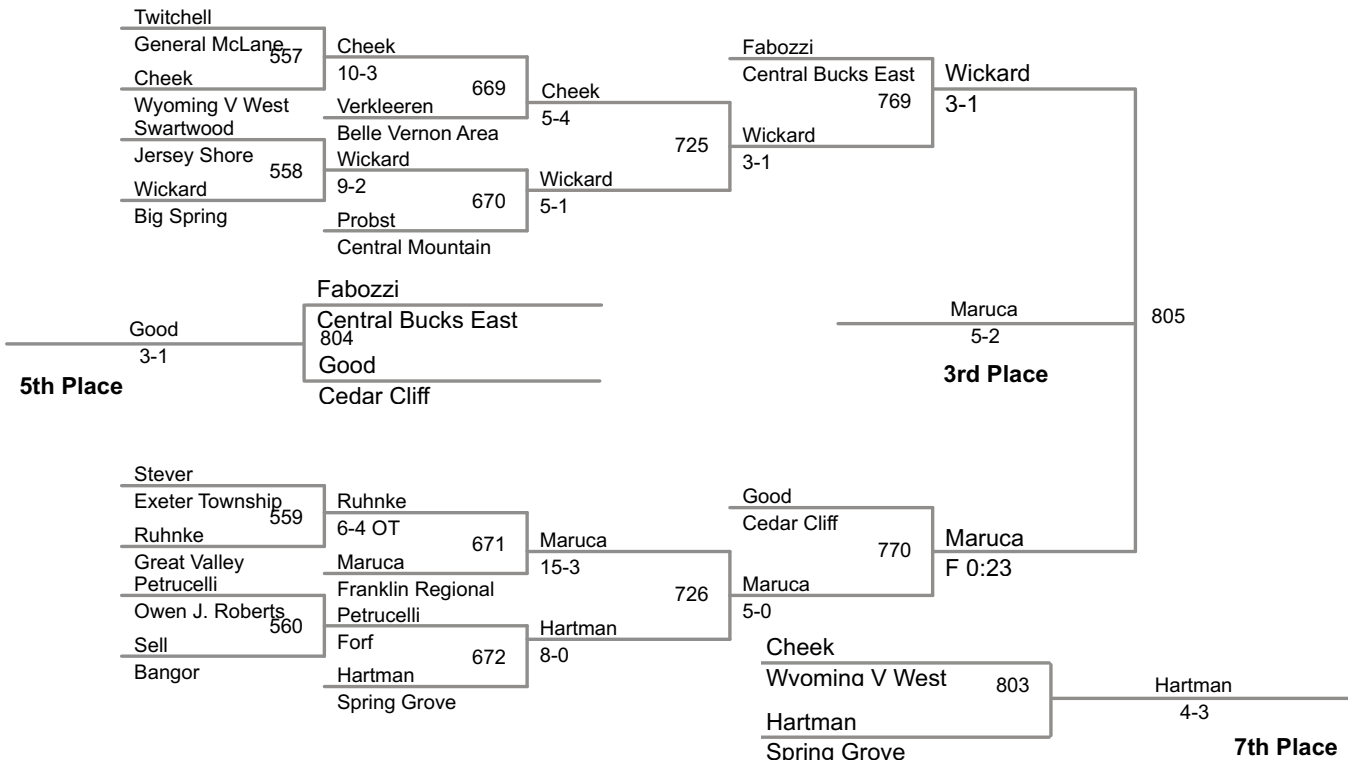 Twitchell
General McLane
557
Cheek
Wyoming V West
Swartwood
Jersey Shore
558
Wickard
Big Spring
Cheek
10-3
669
Verkleeren
Belle Vernon Area
Wickard
9-2
670
Probst
Central Mountain
Cheek
5-4
725
Wickard
5-1
Fabozzi
Central Bucks East
769
Wickard
3-1
Wickard
3-1
Fabozzi
Central Bucks East
804
Good
Cedar Cliff
Good
3-1
5th Place
Maruca
5-2
3rd Place
805
Stever
Exeter Township
559
Ruhnke
Great Valley
Petrucelli
Owen J. Roberts
560
Sell
Bangor
Ruhnke
6-4 OT
671
Maruca
Franklin Regional
Petrucelli
Forf
672
Hartman
Spring Grove
Maruca
15-3
726
Hartman
8-0
Good
Cedar Cliff
770
Maruca
5-0
Maruca
F 0:23
Cheek
Wyoming V West
803
Hartman
Spring Grove
Hartman
4-3
7th Place